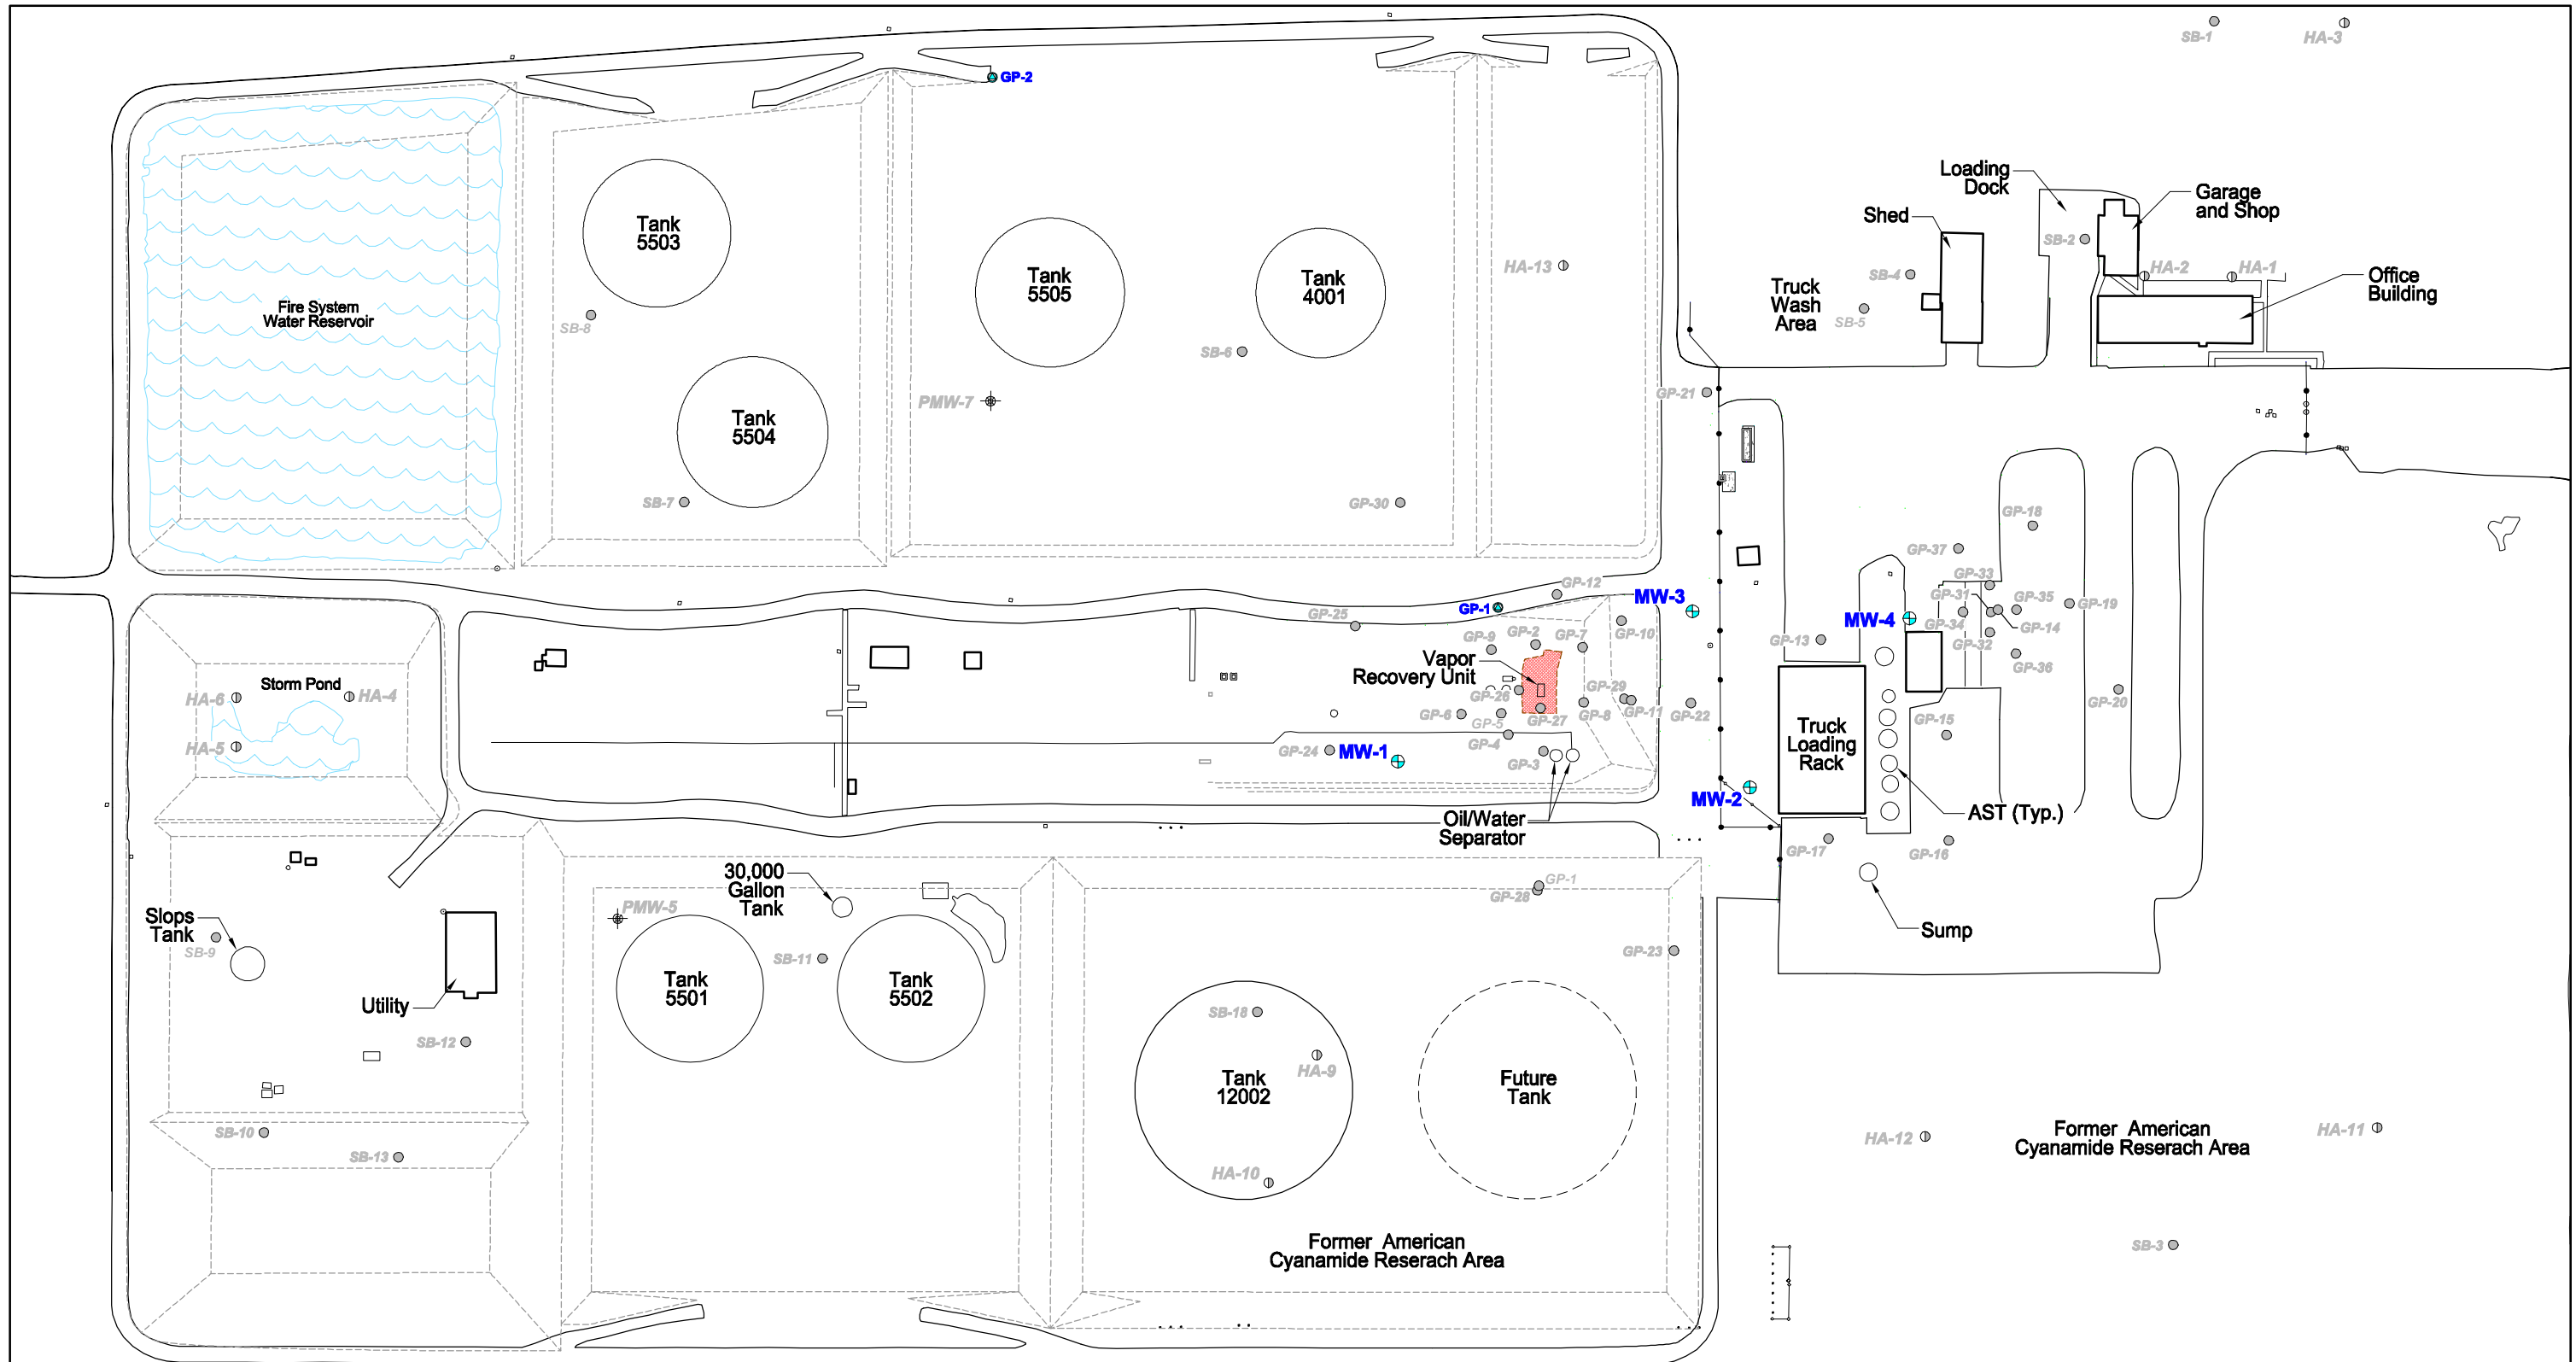 SB-1
HA-3
GP-2
Loading
Dock
Garage
and Shop
Shed
SB-2
Tank
5503
HA-13
HA-2
HA-1
Tank
5505
Tank
4001
SB-4
Office
Building
Truck
Wash
Area
Fire System
Water Reservoir
SB-8
SB-5
SB-6
GP-21
PMW-7
Tank
5504
SB-7
GP-30
GP-18
GP-37
GP-12
GP-33
GP-31
GP-35
GP-19
GP-1
MW-3
MW-4
GP-34
GP-14
GP-25
GP-10
GP-9
GP-2
GP-7
GP-13
GP-32
GP-36
Vapor
Recovery Unit
Storm Pond
HA-6
HA-4
GP-26
GP-29
GP-6
GP-5
GP-27
GP-8
GP-11
GP-22
GP-20
GP-15
Truck
Loading
Rack
HA-5
GP-24
MW-1
GP-4
GP-3
MW-2
AST (Typ.)
Oil/Water
Separator
GP-17
GP-16
30,000
Gallon
Tank
GP-1
GP-28
PMW-5
Slops
Tank
Sump
SB-9
SB-11
GP-23
Tank
5501
Tank
5502
Utility
SB-18
SB-12
HA-9
Tank
12002
Future
Tank
SB-10
SB-13
HA-12
Former American
Cyanamide Reserach Area
HA-11
HA-10
Former American
Cyanamide Reserach Area
SB-3